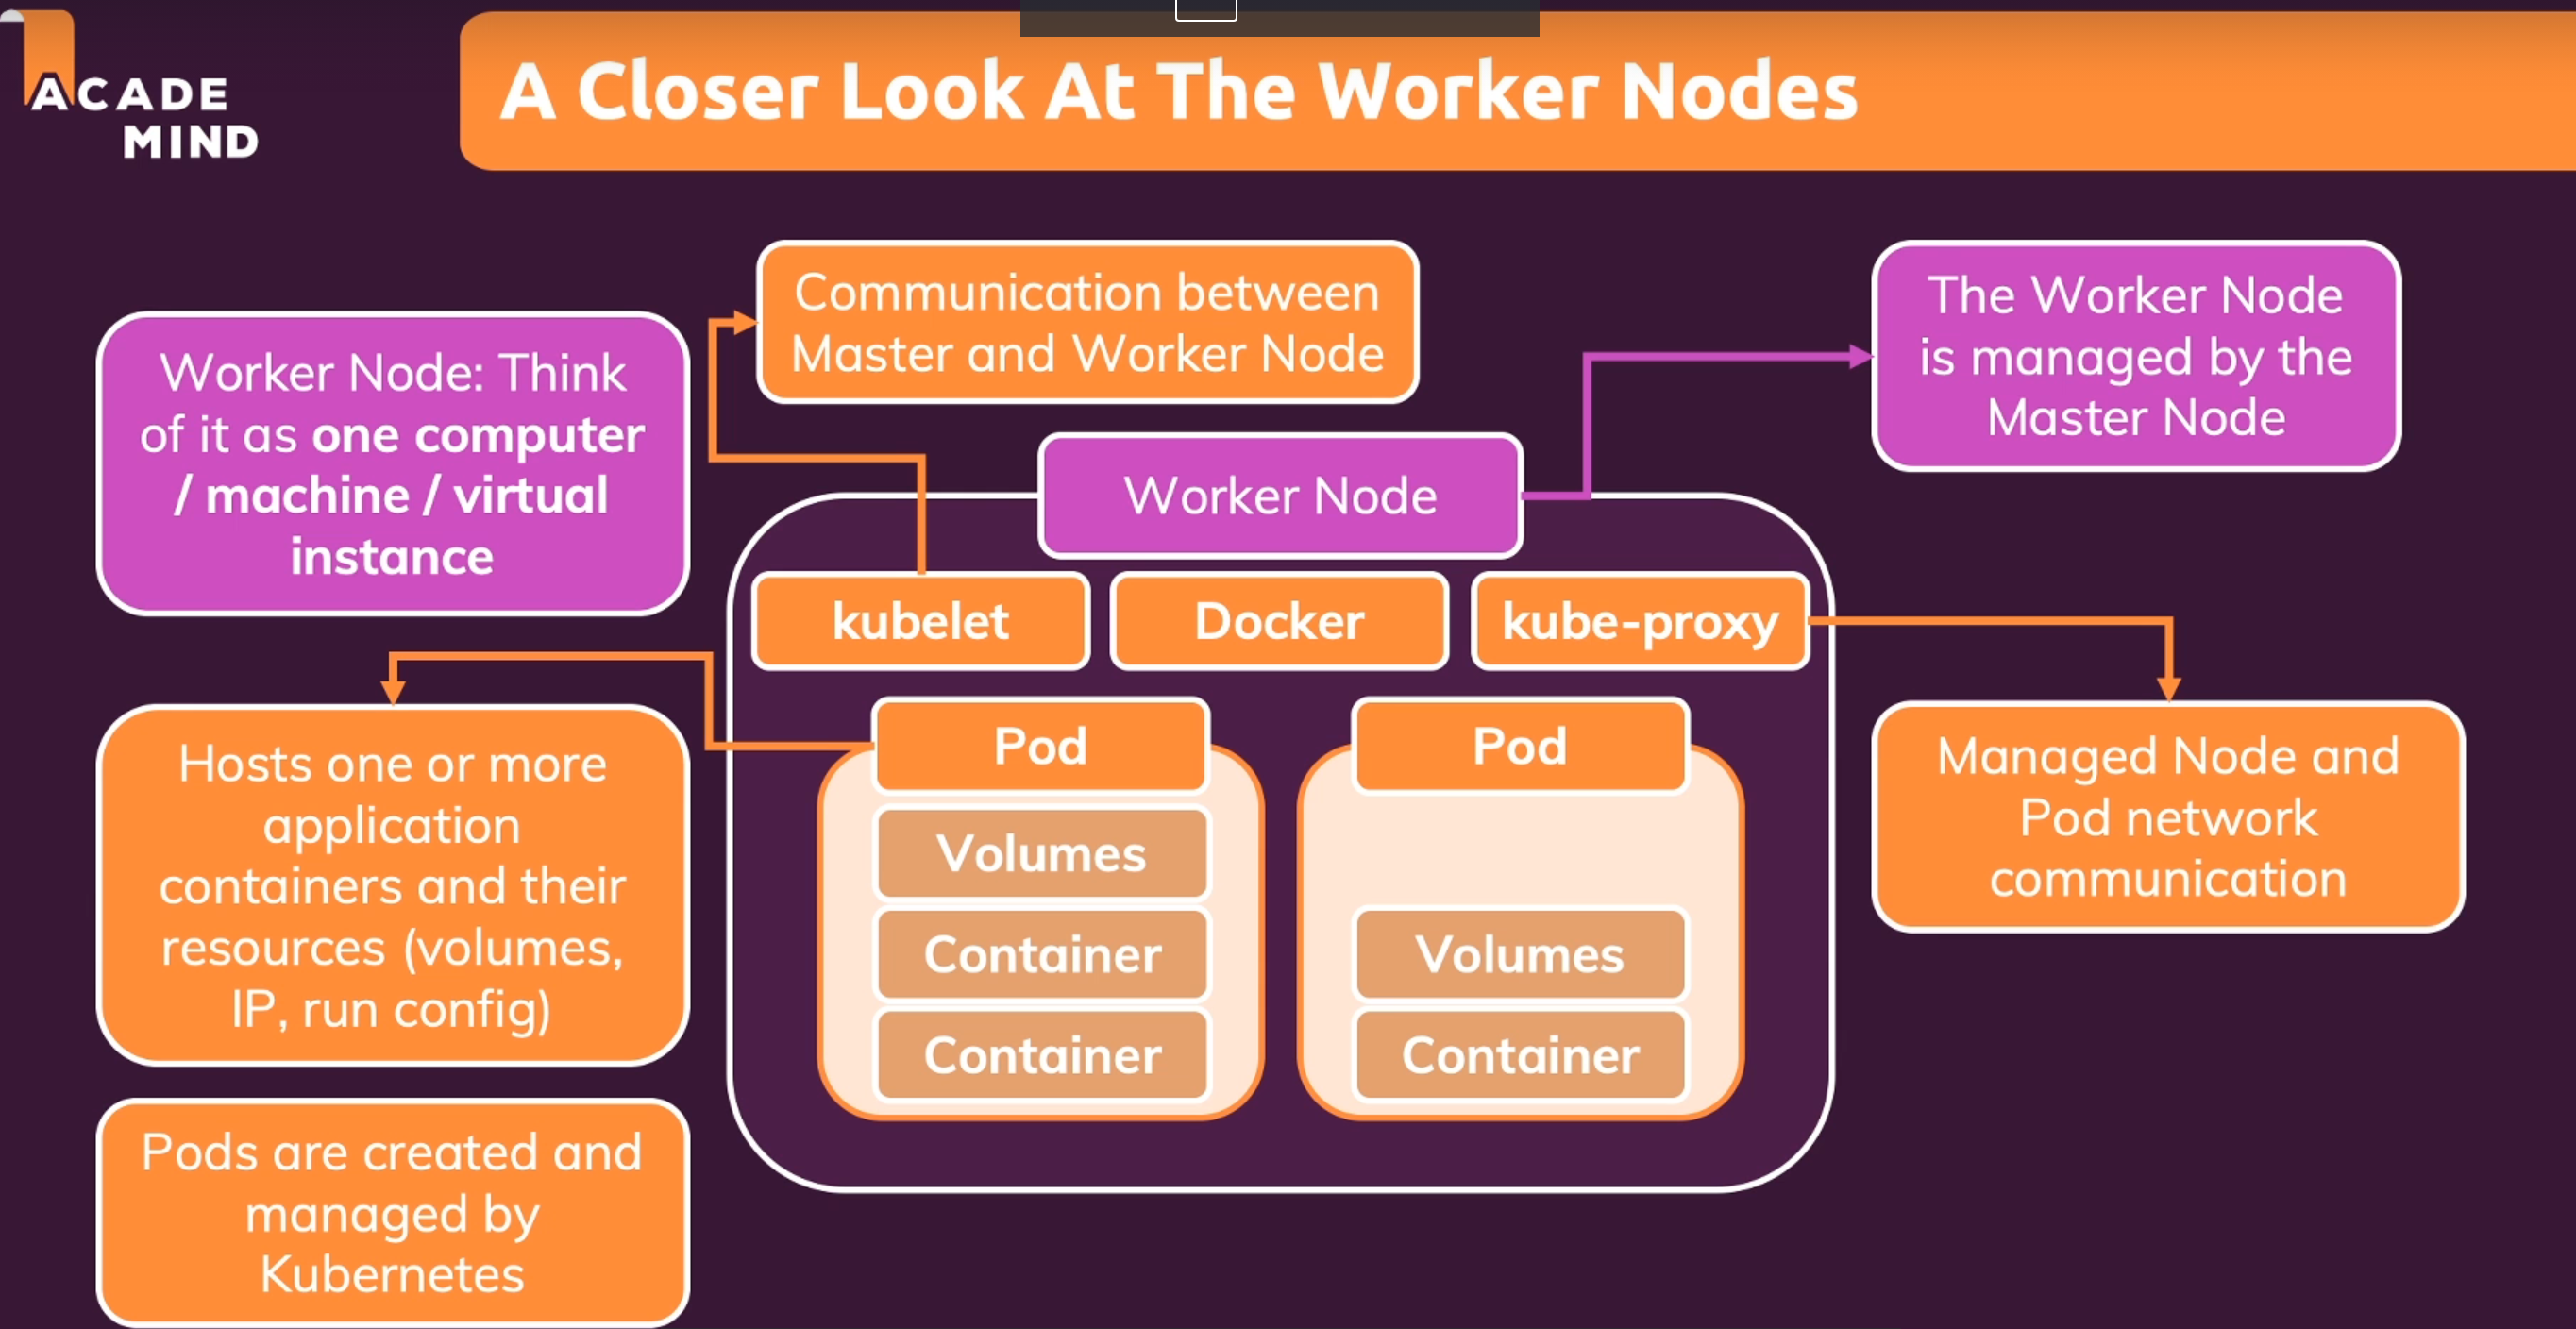 ACADE
MIND
A Closer Look At The Worker Nodes
Worker Node: Think
of it as one computer
/ machine / virtual
instance
Communication between
Master and Worker Node
The Worker Node
is managed by the
Master Node
Worker Node
kubelet
Docker
kube-proxy
Pod
Volumes
Container
Container
Pod
Volumes
Container
Hosts one or more
application
containers and their
resources (volumes,
IP, run config)
Managed Node and
Pod network
communication
Pods are created and
managed by
Kubernetes